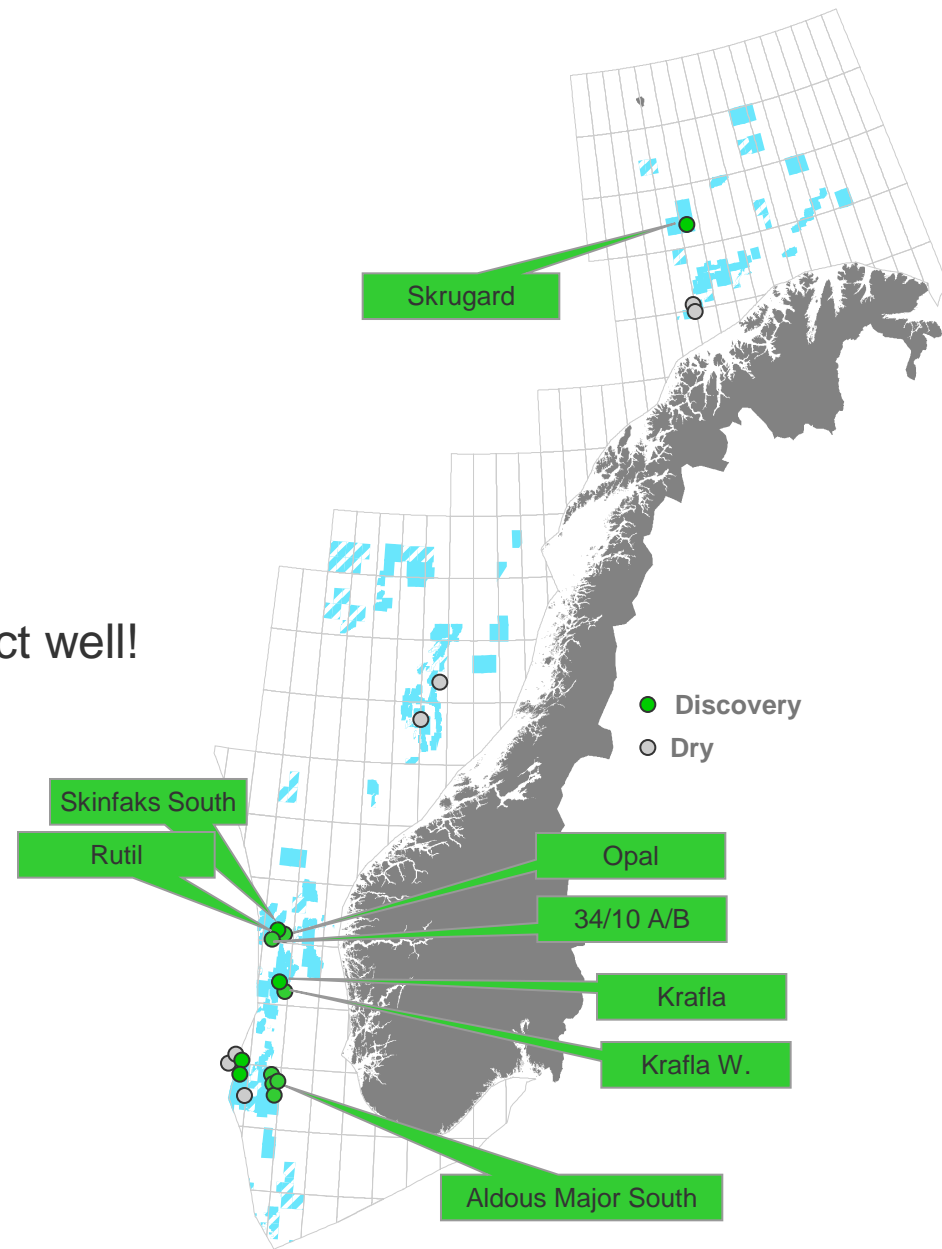 Skrugard
ct well!
Discovery
Dry
Skinfaks South
Rutil
Opal
34/10 A/B
Krafla
Krafla W.
Aldous Major South